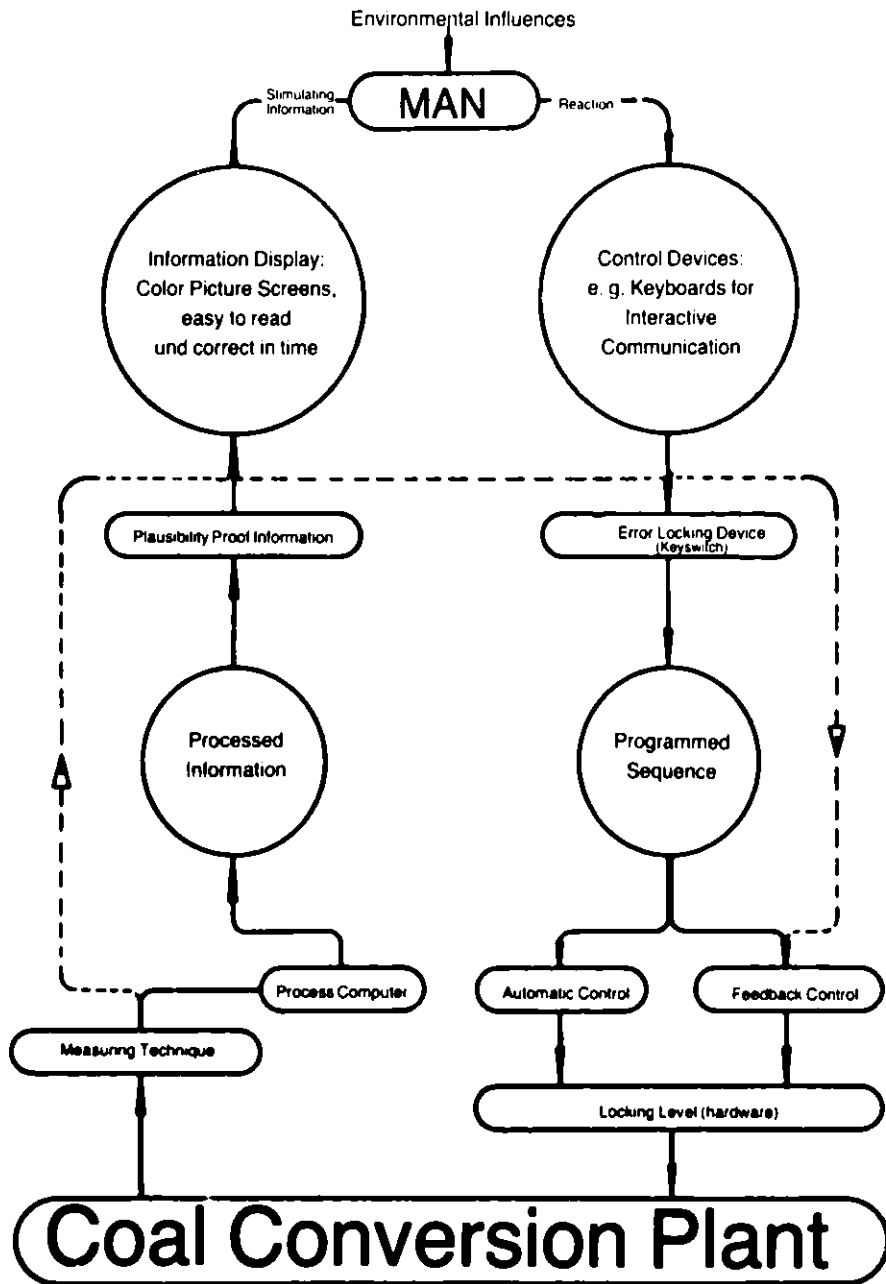 Environmental Influences
Stimulating
Information
MAN
Reaction
Information Display:
Color Picture Screens,
easy to read
und correct in time
Control Devices:
e. g. Keyboards for
Interactive
Communication
Plausibility Proof Information
Error Locking Device
(Keyswitch)
Processed
Information
Programmed
Sequence
Process Computer
Automatic Control
Feedback Control
Measuring Technique
Locking Level (hardware)
Coal Conversion Plant